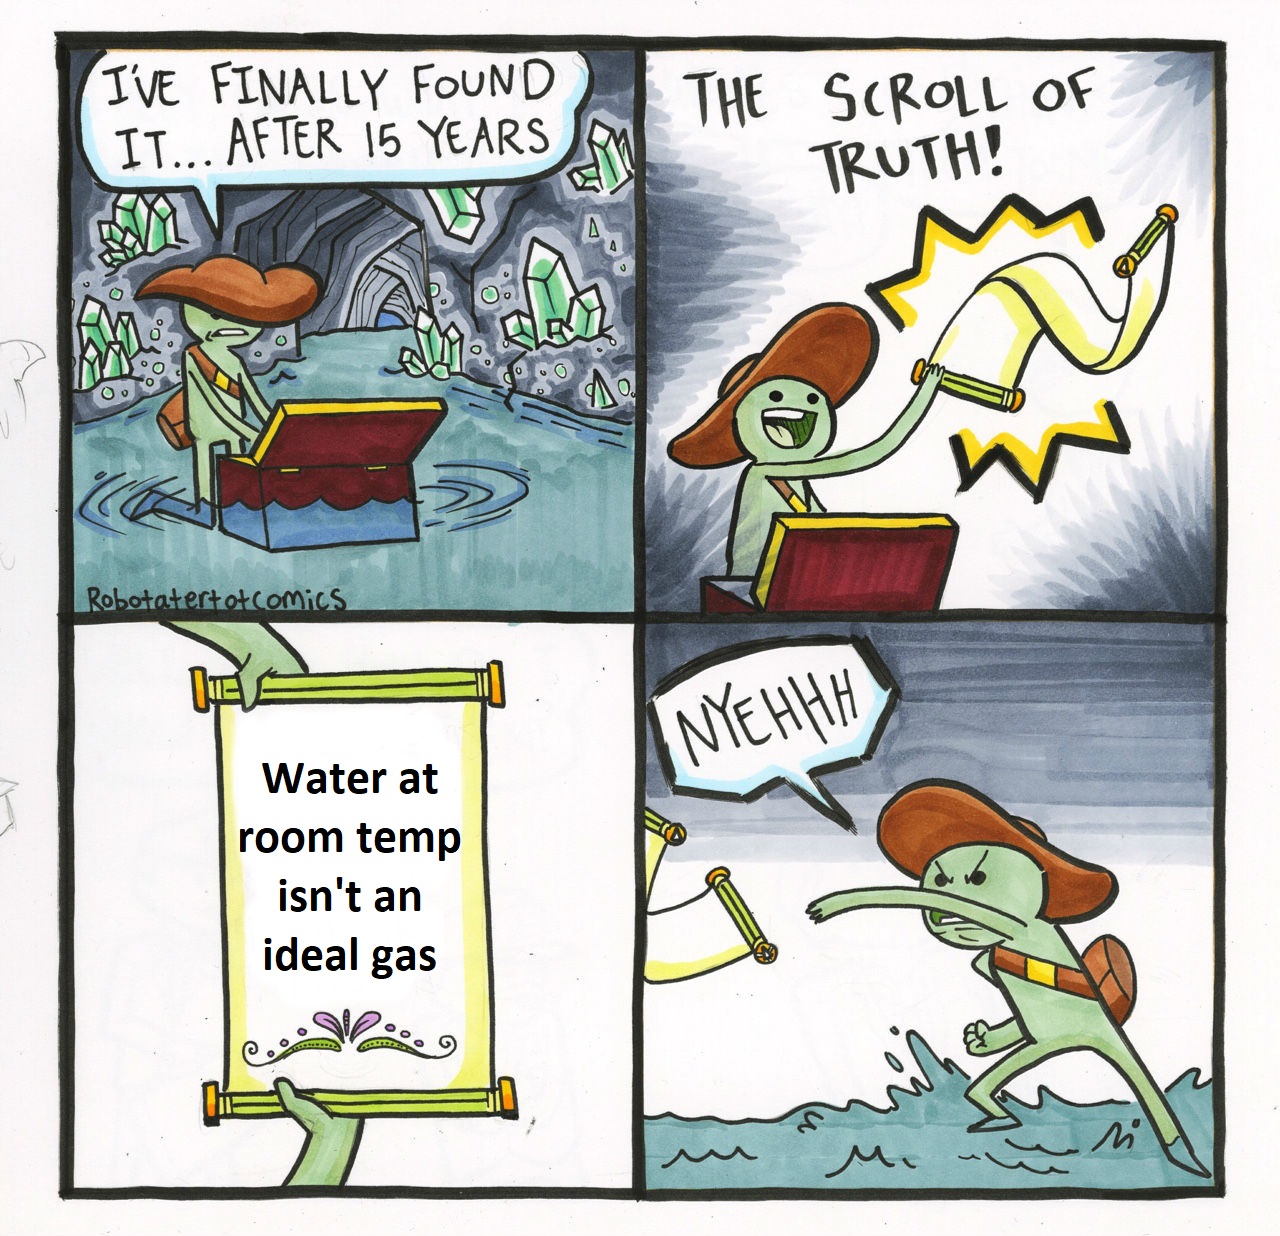 I'VE FINALLY FOUND
IT... AFTER 15 YEARS
THE SCROLL OF
TRUTH!
Robotatertotcomics
Water at
room temp
isn't an
ideal gas
NYEHHH